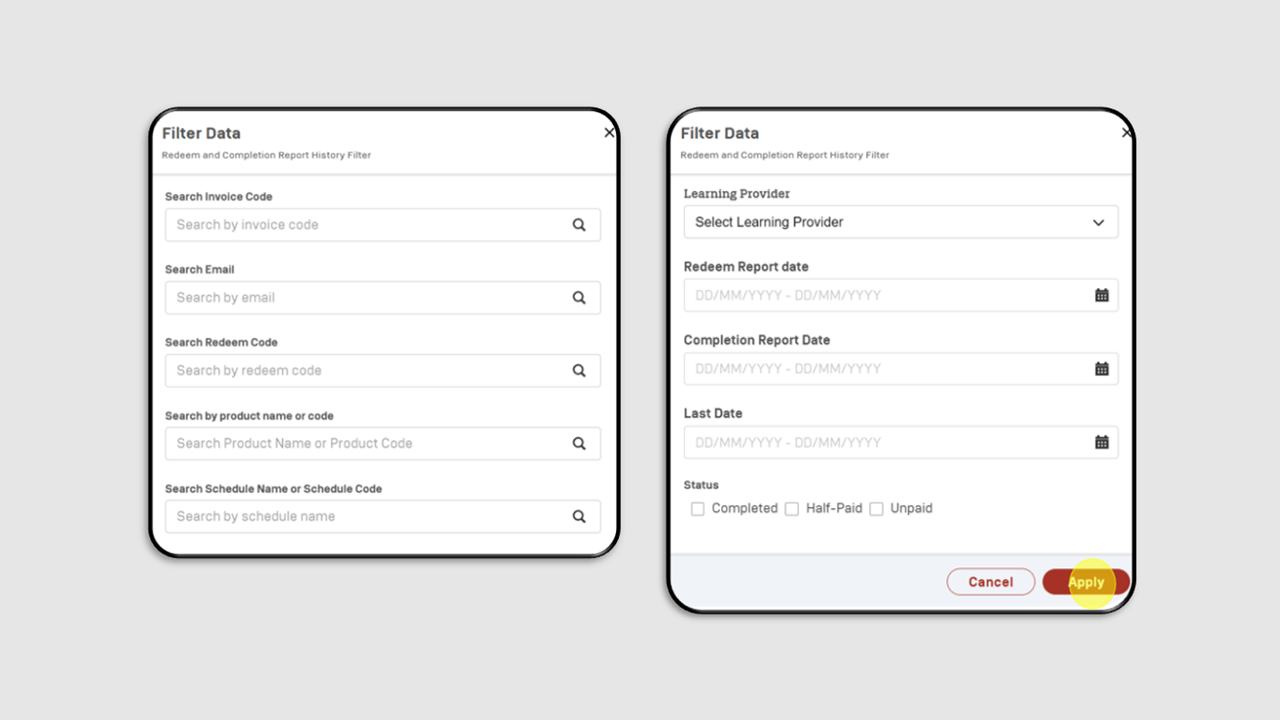 Filter Data
Redeem and Completion Report History Filter
Search Invoice Code
Search by invoice code
Search Email
Search by email
Search Redeem Code
Search by redeem code
Search by product name or code
Search Product Name or Product Code
Search Schedule Name or Schedule Code
Search by schedule name
Filter Data
Redeem and Completion Report History Filter
Learning Provider
Select Learning Provider
Redeem Report date
DD/MM/YYYY - DD/MM/YYYY
Completion Report Date
DD/MM/YYYY - DD/MM/YYYY
Last Date
DD/MM/YYYY - DD/MM/YYYY
Status
Completed Half-Paid Unpaid
Cancel Apply